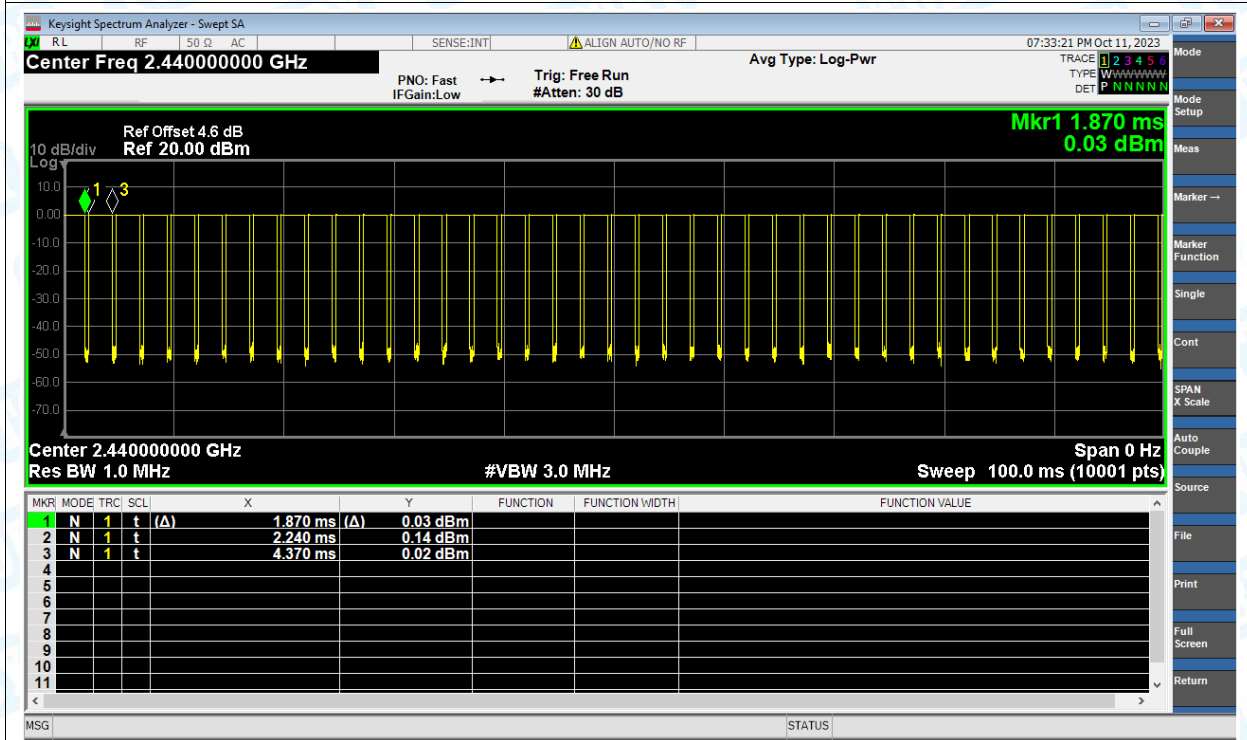 Keysight Spectrum Analyzer - Swept SA
LXI RL RF 50 Ω AC SENSE:INT ALIGN AUTO/NO RF 07:33:21 PM Oct 11, 2023
Center Freq 2.440000000 GHz
PNO: Fast
IFGain:Low
Trig: Free Run
#Atten: 30 dB
Avg Type: Log-Pwr
TRACE 1 2 3 4 5 6
TYPE WWWWWW
DET P N N N N N
Ref Offset 4.6 dB
10 dB/div Ref 20.00 dBm
Log
Mkr1 1.870 ms
0.03 dBm
10.0
0.00
-10.0
-20.0
-30.0
-40.0
-50.0
-60.0
-70.0
1 3
Center 2.440000000 GHz Span 0 Hz
Res BW 1.0 MHz #VBW 3.0 MHz Sweep 100.0 ms (10001 pts)
MKR MODE TRC SCL X Y FUNCTION FUNCTION WIDTH FUNCTION VALUE
1 N 1 t (Δ) 1.870 ms (Δ) 0.03 dBm
2 N 1 t 2.240 ms 0.14 dBm
3 N 1 t 4.370 ms 0.02 dBm
4
5
6
7
8
9
10
11
MSG STATUS
Mode
Mode Setup
Meas
Marker →
Marker Function
Single
Cont
SPAN X Scale
Auto Couple
Source
File
Print
Full Screen
Return